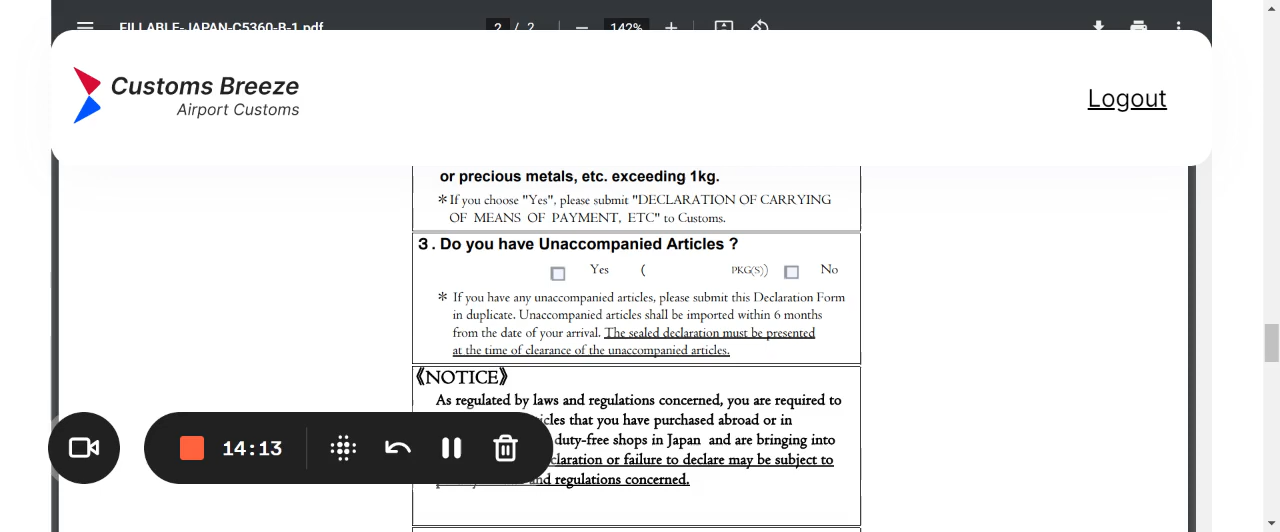 FILLABLE-JAPAN-C5360-B-1.pdf
2 / 2
142%
Customs Breeze
Airport Customs
Logout
or precious metals, etc. exceeding 1kg.
＊If you choose "Yes", please submit "DECLARATION OF CARRYING
OF MEANS OF PAYMENT, ETC" to Customs.
3. Do you have Unaccompanied Articles ?
Yes ( PKG(S)) No
＊ If you have any unaccompanied articles, please submit this Declaration Form
in duplicate. Unaccompanied articles shall be imported within 6 months
from the date of your arrival. The sealed declaration must be presented
at the time of clearance of the unaccompanied articles.
《NOTICE》
As regulated by laws and regulations concerned, you are required to
that you have purchased abroad or in
duty-free shops in Japan and are bringing into
or failure to declare may be subject to
regulations concerned.
14:13